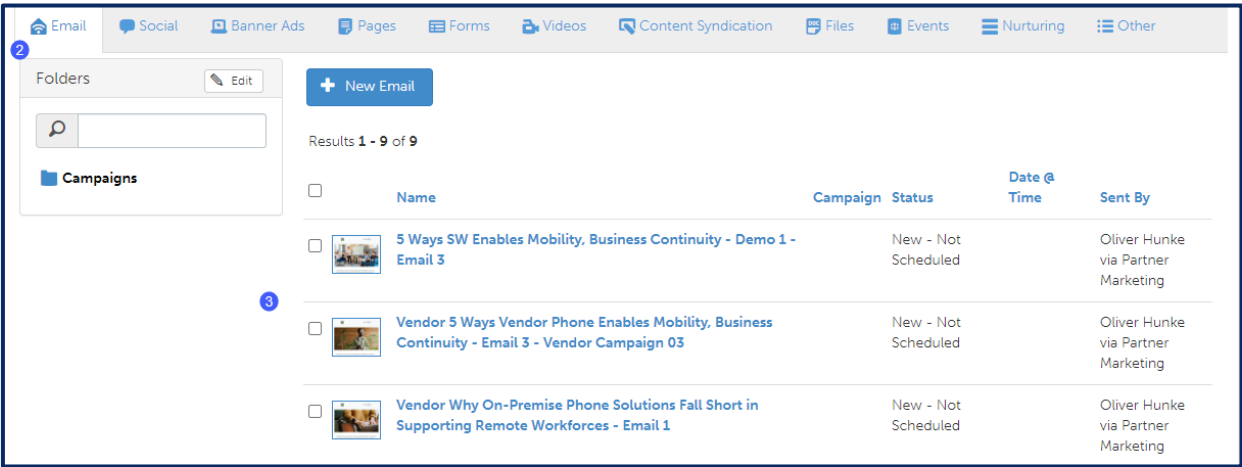 Email Social Banner Ads Pages Forms Videos Content Syndication Files Events Nurturing Other
2
Folders Edit
New Email
Results 1 - 9 of 9
Campaigns
Name Campaign Status Date @ Time Sent By
5 Ways SW Enables Mobility, Business Continuity - Demo 1 -
Email 3
New - Not
Scheduled
Oliver Hunke
via Partner
Marketing
3
Vendor 5 Ways Vendor Phone Enables Mobility, Business
Continuity - Email 3 - Vendor Campaign 03
New - Not
Scheduled
Oliver Hunke
via Partner
Marketing
Vendor Why On-Premise Phone Solutions Fall Short in
Supporting Remote Workforces - Email 1
New - Not
Scheduled
Oliver Hunke
via Partner
Marketing